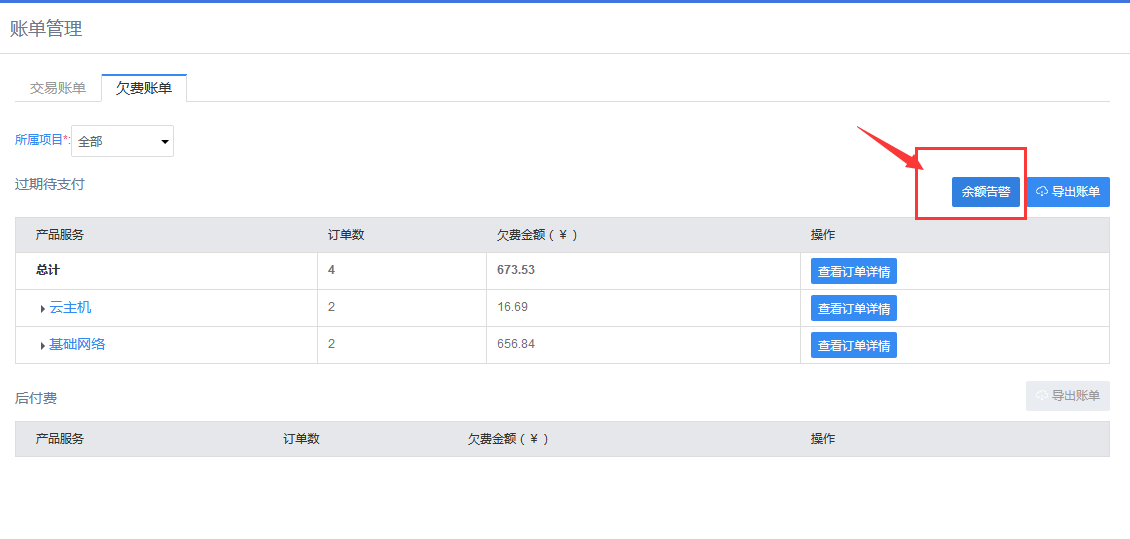 账单管理
交易账单 欠费账单
所属项目*: 全部
过期待支付 余额告警 导出账单
产品服务 订单数 欠费金额 ( ¥ ) 操作
总计 4 673.53 查看订单详情
云主机 2 16.69 查看订单详情
基础网络 2 656.84 查看订单详情
后付费 导出账单
产品服务 订单数 欠费金额 ( ¥ ) 操作